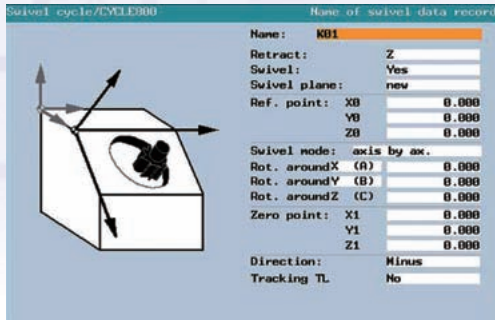 Swivel cycle/CYCLE800 Name of swivel data record
Name: K01
Retract: Z
Swivel: Yes
Swivel plane: new
Ref. point: X0 0.000
Y0 0.000
Z0 0.000
Swivel mode: axis by ax.
Rot. around X (A) 0.000
Rot. around Y (B) 0.000
Rot. around Z (C) 0.000
Zero point: X1 0.000
Y1 0.000
Z1 0.000
Direction: Minus
Tracking TL No